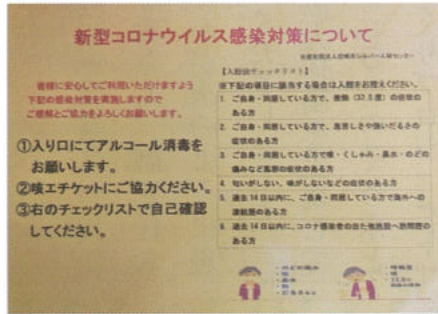 新型コロナウイルス感染対策について
皆様に安心してご利用いただけますよう
下記の感染対策を実施しますので
ご理解とご協力をよろしくお願いします。
①入り口にてアルコール消毒を
お願いします。
②咳エチケットにご協力ください。
③右のチェックリストで自己確認
してください。
【入館前チェックリスト】
※下記の項目に該当する場合は入館をお控えください。
1 ご自身・同居している方で、発熱（37.5度）の症状の
ある方
2 ご自身・同居している方で、息苦しさや強いだるさの
症状のある方
3 ご自身・同居している方で咳・くしゃみ・鼻水・のどの
痛みなど風邪の症状のある方
4 匂いがしない、味がしないなどの症状のある方
5 過去14日以内に、ご自身・同居している方で海外への
渡航歴のある方
6 過去14日以内に、コロナ感染者の出た他施設へ訪問歴の
ある方